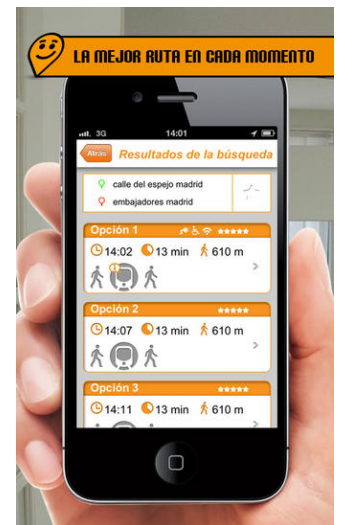 LA MEJOR RUTA EN CADA MOMENTO
3G 14:01
Atrás Resultados de la búsqueda
calle del espejo madrid
embajadores madrid
Opción 1
14:02 13 min 610 m
Opción 2
14:07 13 min 610 m
Opción 3
14:11 13 min 610 m